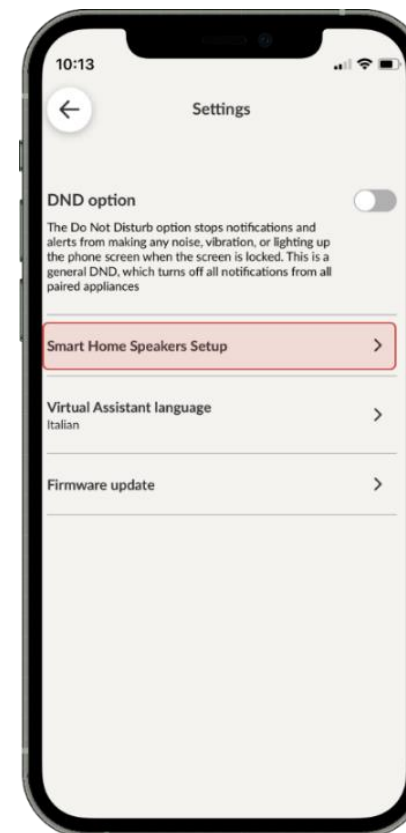 10:13
Settings
DND option
The Do Not Disturb option stops notifications and
alerts from making any noise, vibration, or lighting up
the phone screen when the screen is locked. This is a
general DND, which turns off all notifications from all
paired appliances
Smart Home Speakers Setup
Virtual Assistant language
Italian
Firmware update